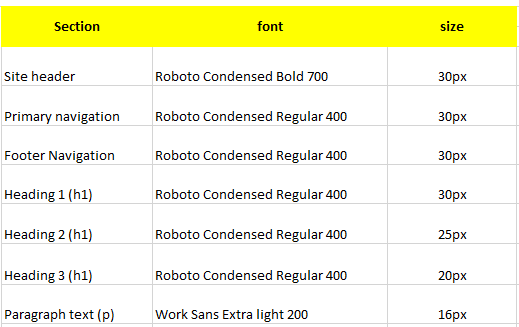 Section font size
Site header Roboto Condensed Bold 700 30px
Primary navigation Roboto Condensed Regular 400 30px
Footer Navigation Roboto Condensed Regular 400 30px
Heading 1 (h1) Roboto Condensed Regular 400 30px
Heading 2 (h1) Roboto Condensed Regular 400 25px
Heading 3 (h1) Roboto Condensed Regular 400 20px
Paragraph text (p) Work Sans Extra light 200 16px